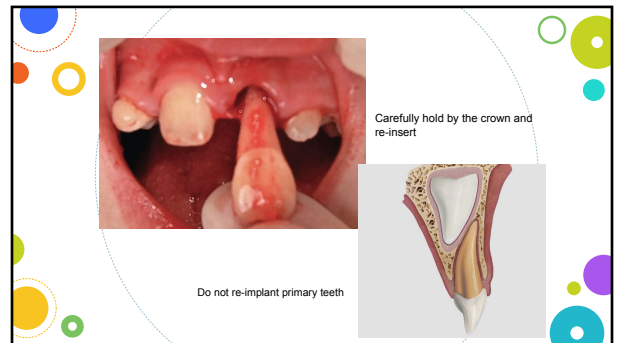 Carefully hold by the crown and
re-insert
Do not re-implant primary teeth